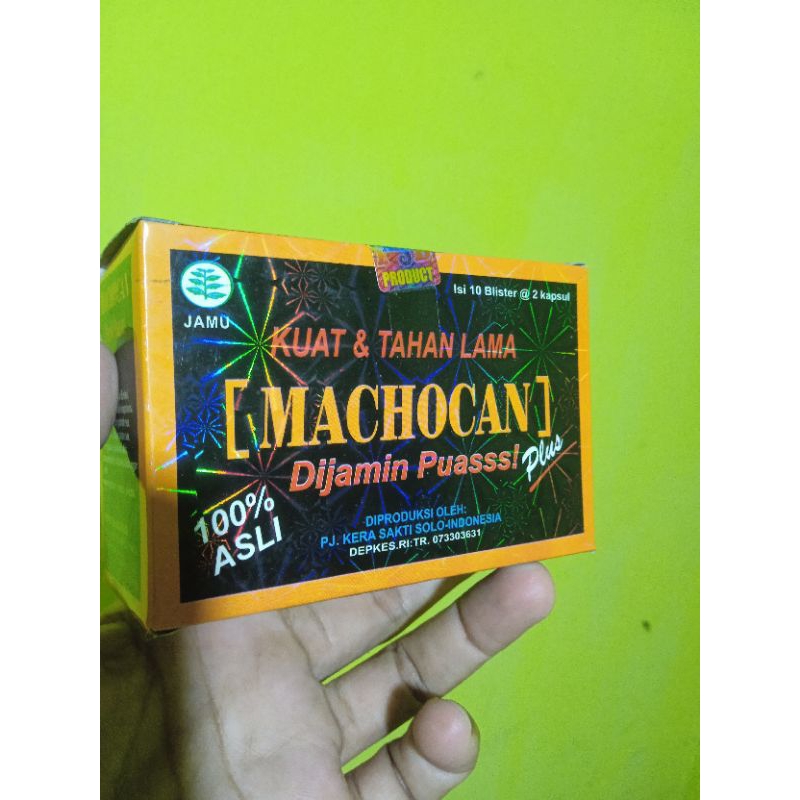 PRODUCT
Isi 10 Blister @ 2 kapsul
JAMU
KUAT & TAHAN LAMA
[MACHOCAN]
Dijamin Puasss! Plus
100%
ASLI
DIPRODUKSI OLEH:
PJ. KERA SAKTI SOLO-INDONESIA
DEPKES.RI:TR. 073303631